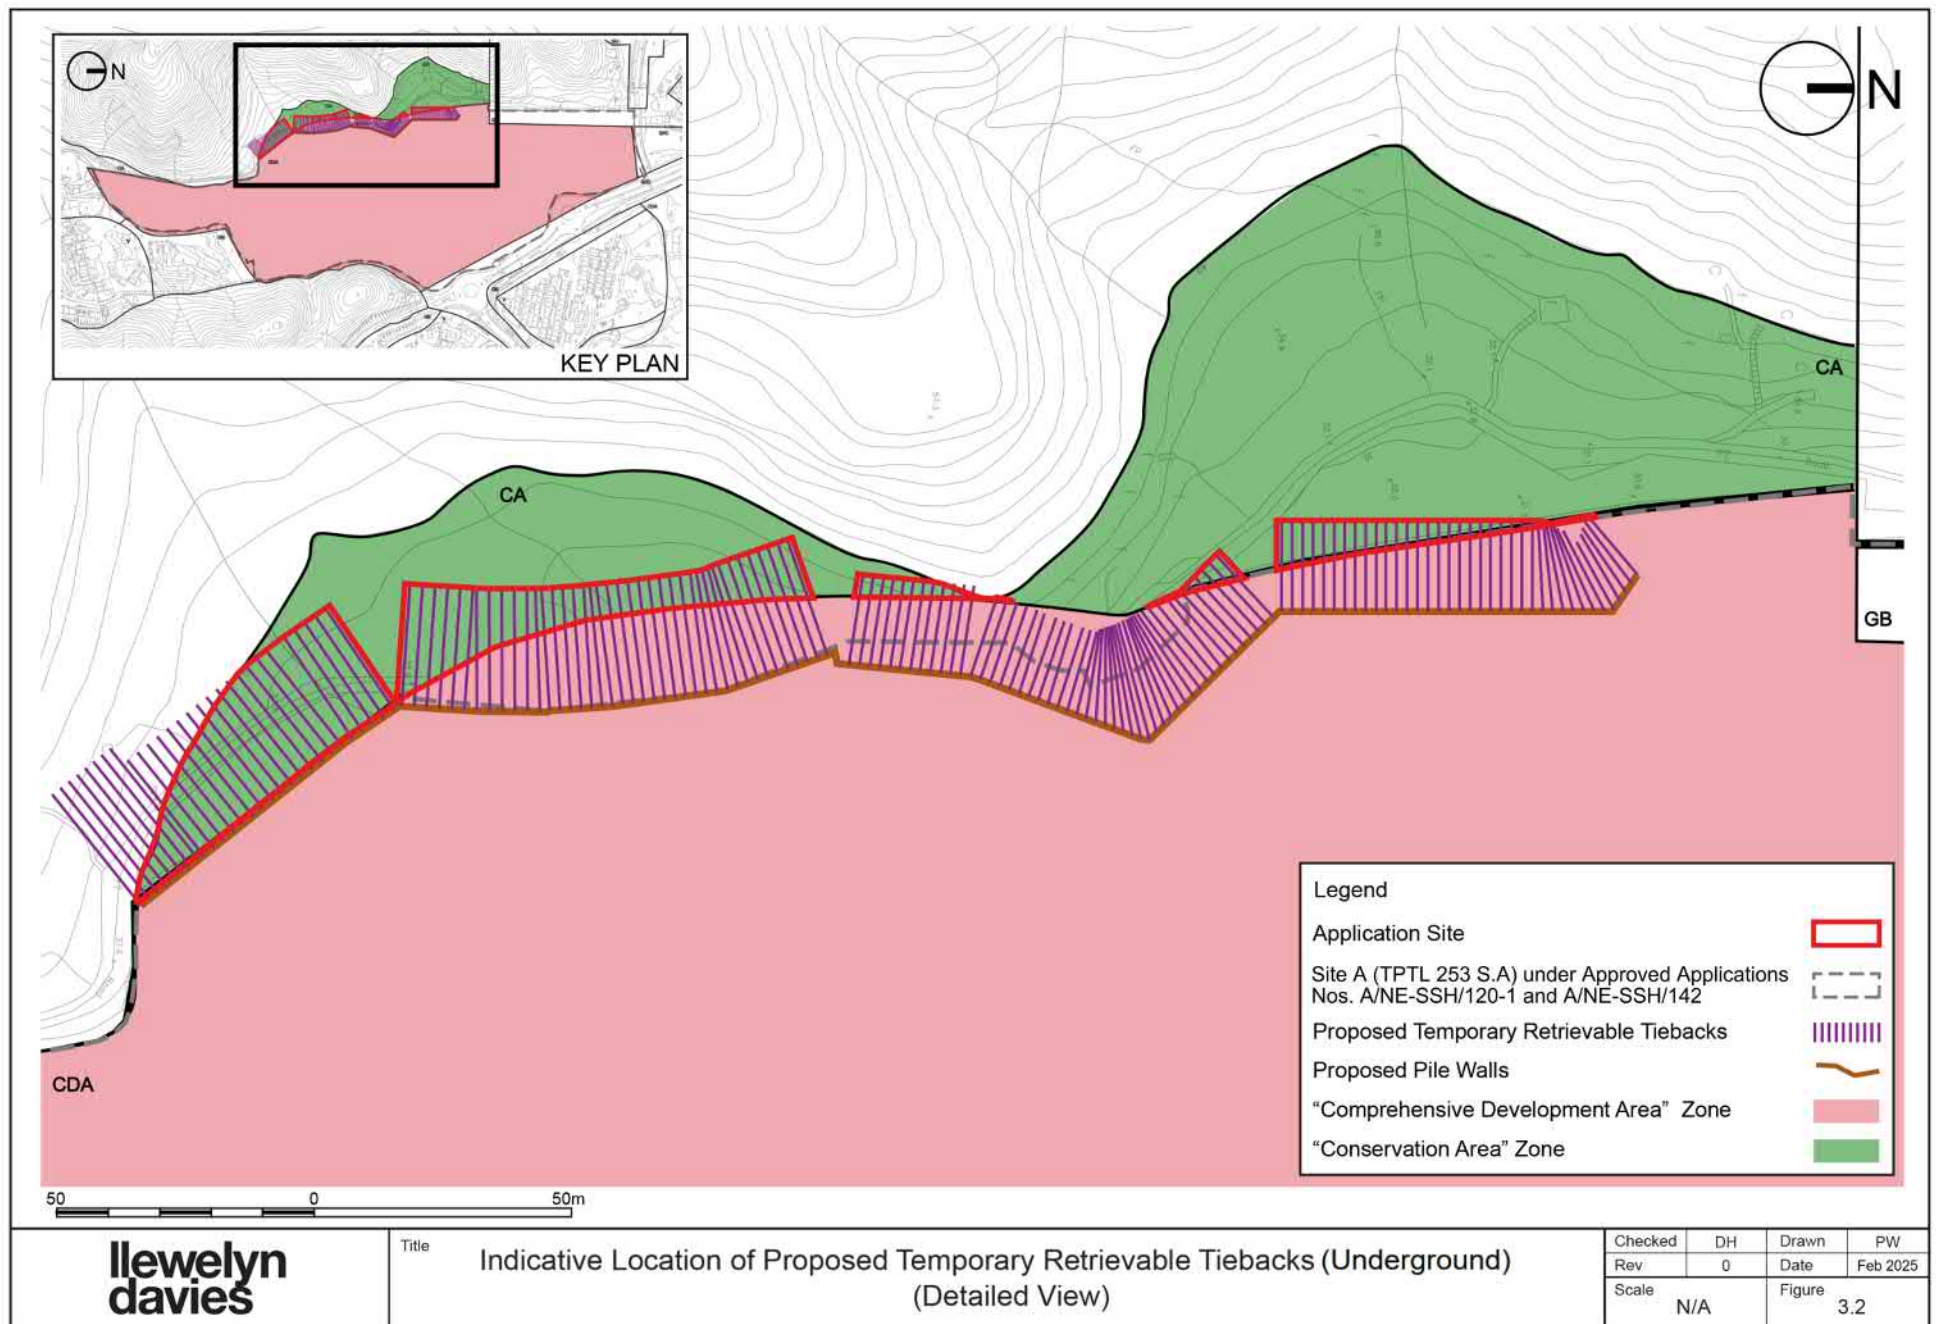 N
KEY PLAN
N
CA
CA
GB
CDA
Legend
Application Site
Site A (TPTL 253 S.A) under Approved Applications
Nos. A/NE-SSH/120-1 and A/NE-SSH/142
Proposed Temporary Retrievable Tiebacks
Proposed Pile Walls
“Comprehensive Development Area” Zone
“Conservation Area” Zone
50 0 50m
llewelyn
davies
Title
Indicative Location of Proposed Temporary Retrievable Tiebacks (Underground)
(Detailed View)
Checked DH Drawn PW
Rev 0 Date Feb 2025
Scale N/A Figure 3.2